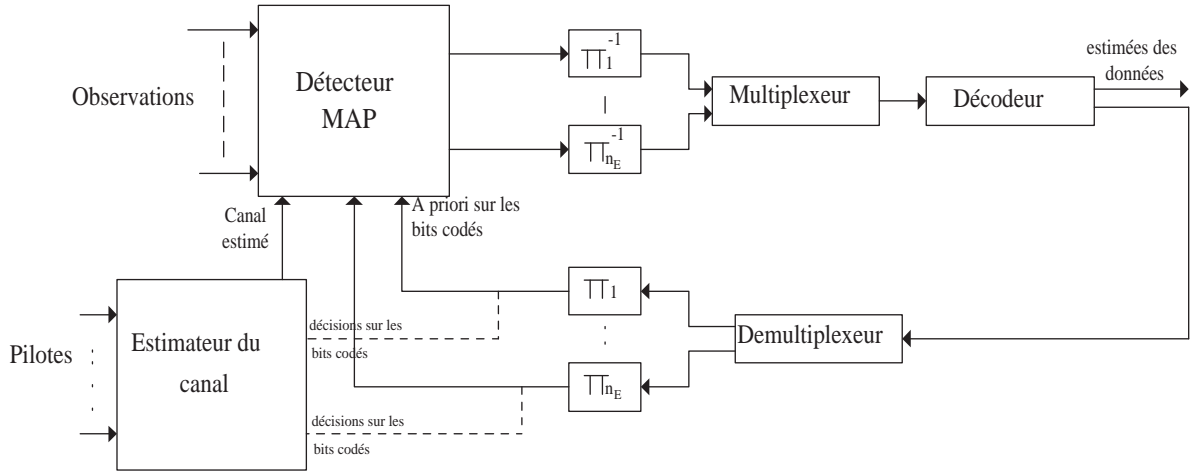 Observations
Détecteur
MAP
∏₁⁻¹
∏ₙE⁻¹
Multiplexeur
Décodeur
estimées des
données
Canal
estimé
A priori sur les
bits codés
Pilotes
Estimateur du
canal
décisions sur les
bits codés
décisions sur les
bits codés
∏₁
∏ₙE
Demultiplexeur